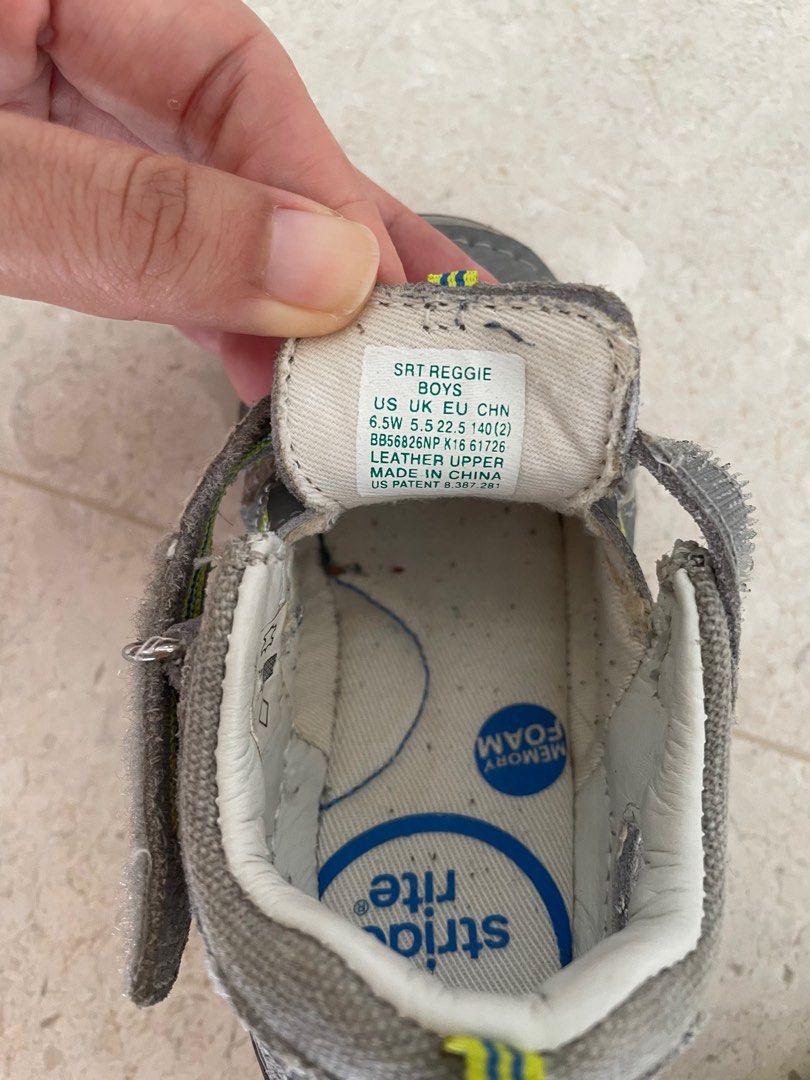 SRT REGGIE
BOYS
US UK EU CHN
6.5W 5.5 22.5 140(2)
BB56826NP K16 61726
LEATHER UPPER
MADE IN CHINA
US PATENT 8,387,281
MEMORY
FOAM
stride
rite®